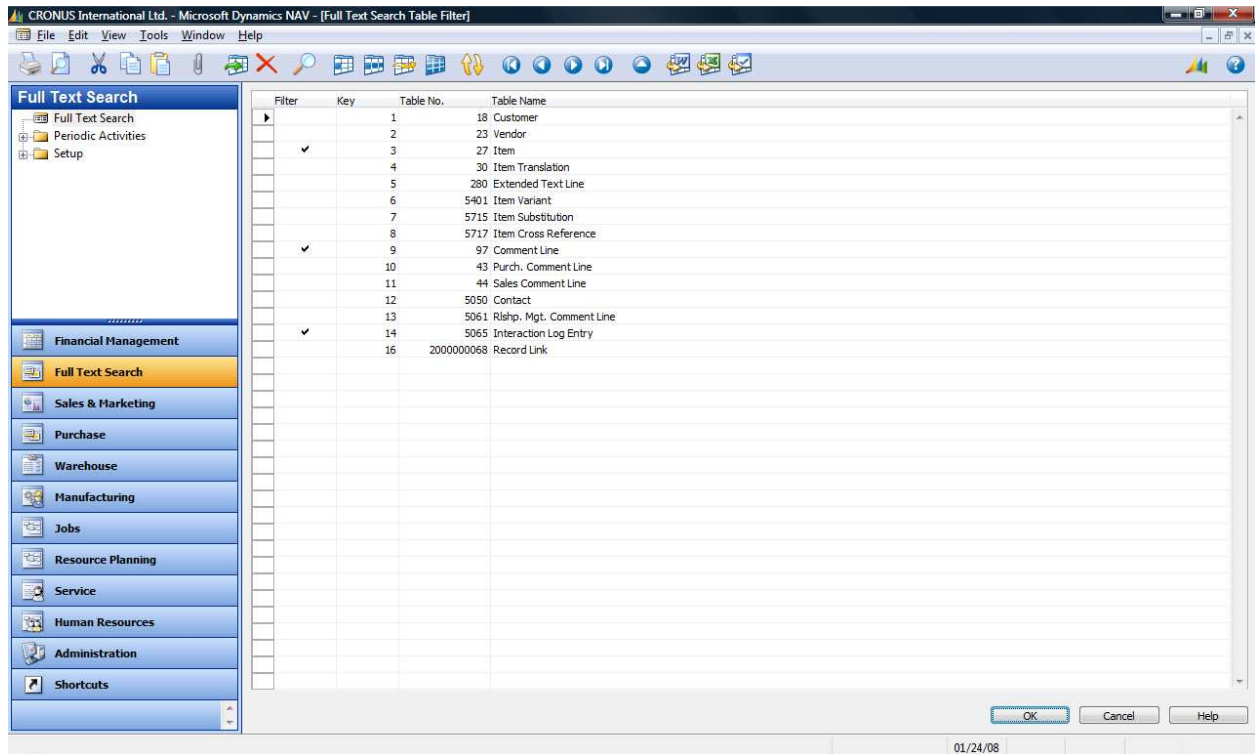 CRONUS International Ltd. - Microsoft Dynamics NAV - [Full Text Search Table Filter]
File Edit View Tools Window Help
Full Text Search
Full Text Search
Periodic Activities
Setup
Financial Management
Full Text Search
Sales & Marketing
Purchase
Warehouse
Manufacturing
Jobs
Resource Planning
Service
Human Resources
Administration
Shortcuts
Filter Key Table No. Table Name
1 18 Customer
2 23 Vendor
✔ 3 27 Item
4 30 Item Translation
5 280 Extended Text Line
6 5401 Item Variant
7 5715 Item Substitution
8 5717 Item Cross Reference
✔ 9 97 Comment Line
10 43 Purch. Comment Line
11 44 Sales Comment Line
12 5050 Contact
13 5061 Rlshp. Mgt. Comment Line
✔ 14 5065 Interaction Log Entry
16 2000000068 Record Link
OK Cancel Help
01/24/08